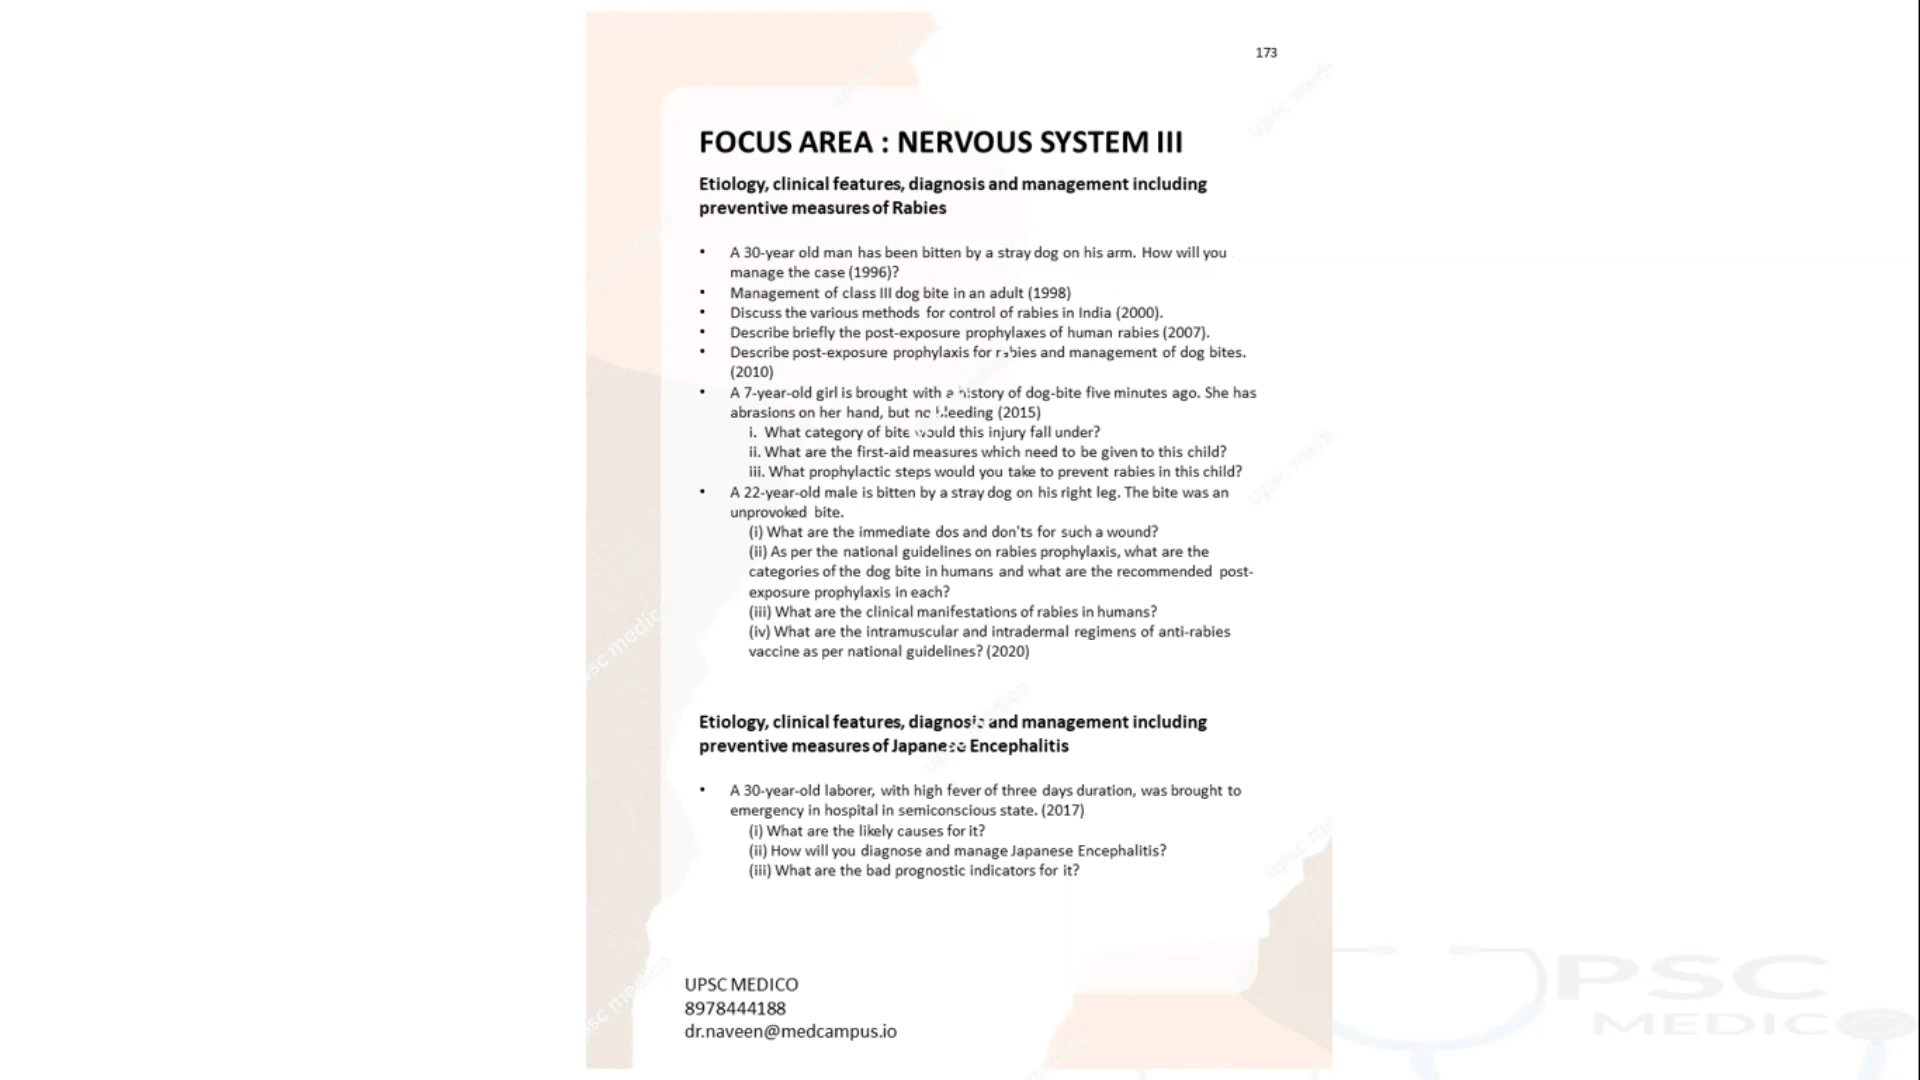 173
FOCUS AREA : NERVOUS SYSTEM III
Etiology, clinical features, diagnosis and management including
preventive measures of Rabies
• A 30-year old man has been bitten by a stray dog on his arm. How will you
manage the case (1996)?
• Management of class III dog bite in an adult (1998)
• Discuss the various methods for control of rabies in India (2000).
• Describe briefly the post-exposure prophylaxes of human rabies (2007).
• Describe post-exposure prophylaxis for rabies and management of dog bites.
(2010)
• A 7-year-old girl is brought with a history of dog-bite five minutes ago. She has
abrasions on her hand, but no bleeding (2015)
i. What category of bite would this injury fall under?
ii. What are the first-aid measures which need to be given to this child?
iii. What prophylactic steps would you take to prevent rabies in this child?
• A 22-year-old male is bitten by a stray dog on his right leg. The bite was an
unprovoked bite.
(i) What are the immediate dos and don'ts for such a wound?
(ii) As per the national guidelines on rabies prophylaxis, what are the
categories of the dog bite in humans and what are the recommended post-
exposure prophylaxis in each?
(iii) What are the clinical manifestations of rabies in humans?
(iv) What are the intramuscular and intradermal regimens of anti-rabies
vaccine as per national guidelines? (2020)
Etiology, clinical features, diagnosis and management including
preventive measures of Japanese Encephalitis
• A 30-year-old laborer, with high fever of three days duration, was brought to
emergency in hospital in semiconscious state. (2017)
(i) What are the likely causes for it?
(ii) How will you diagnose and manage Japanese Encephalitis?
(iii) What are the bad prognostic indicators for it?
UPSC MEDICO
8978444188
dr.naveen@medcampus.io
UPSC
MEDICO